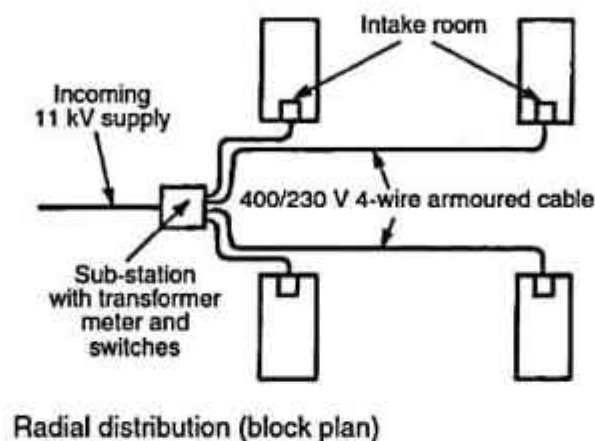 Intake room
Incoming
11 kV supply
400/230 V 4-wire armoured cable
Sub-station
with transformer
meter and
switches
Radial distribution (block plan)